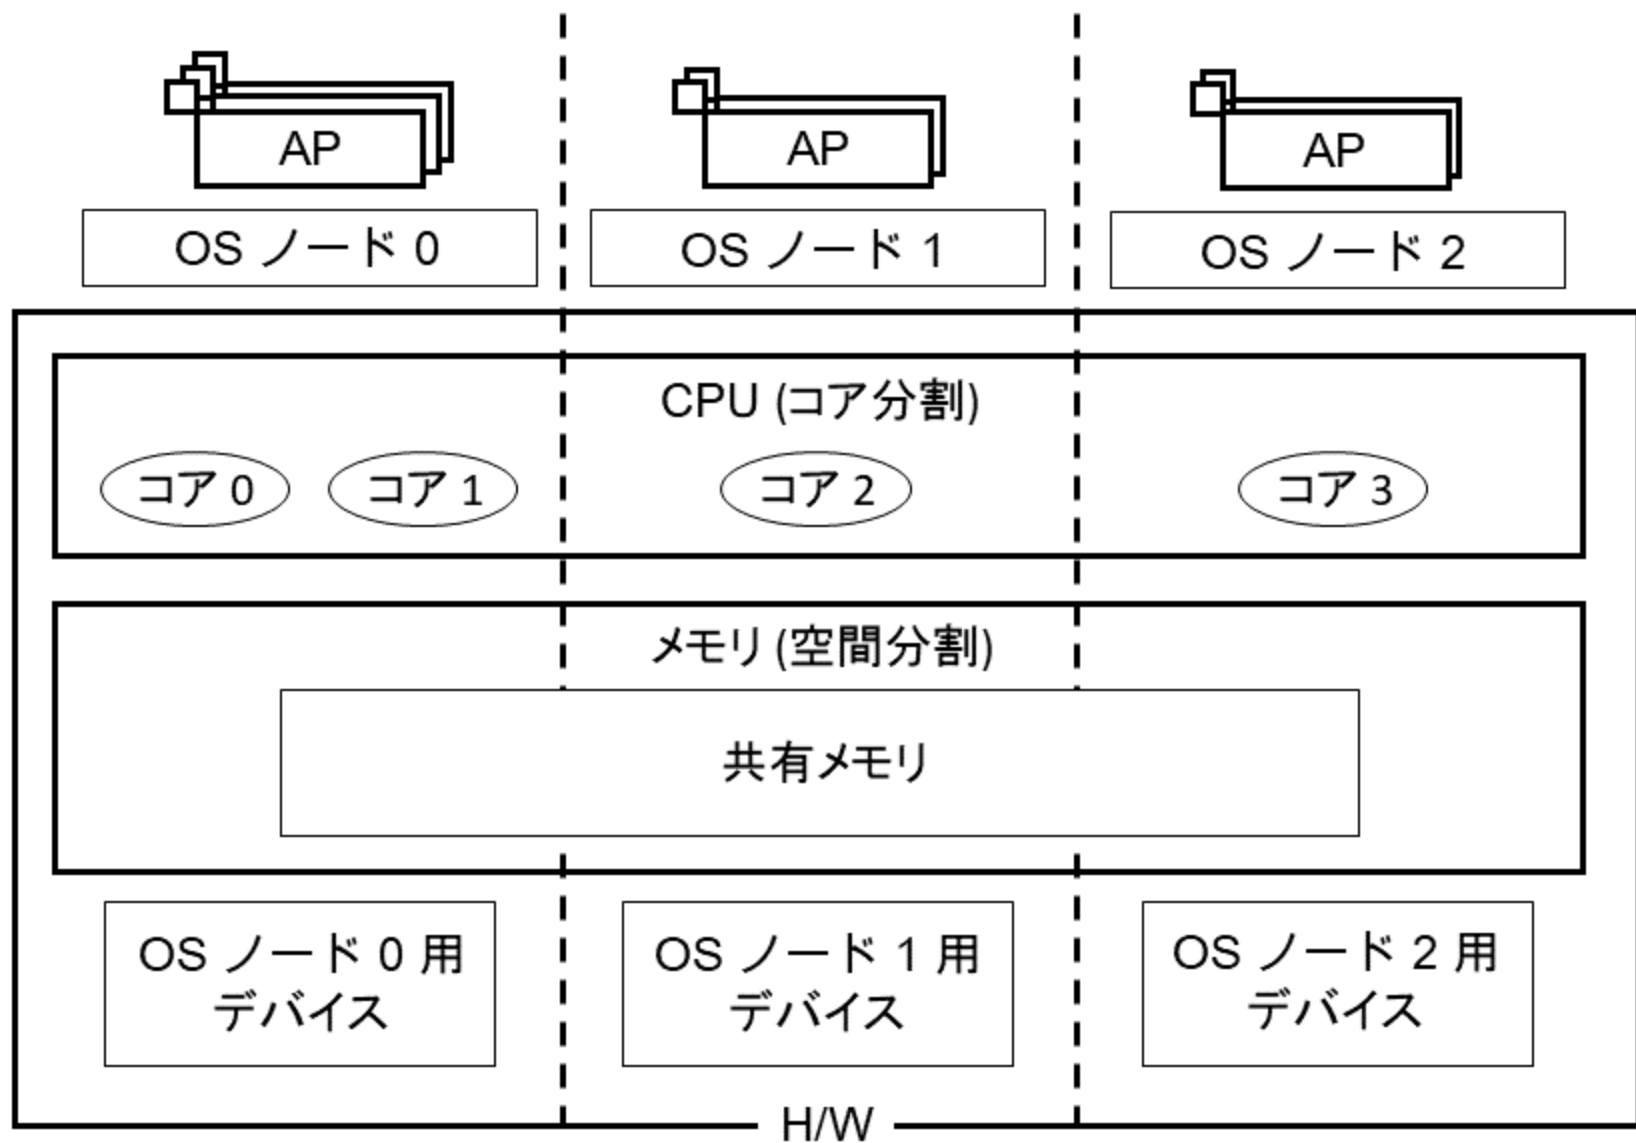 AP
AP
AP
OS ノード 0
OS ノード 1
OS ノード 2
CPU (コア分割)
コア 0
コア 1
コア 2
コア 3
メモリ (空間分割)
共有メモリ
OS ノード 0 用
デバイス
OS ノード 1 用
デバイス
OS ノード 2 用
デバイス
H/W